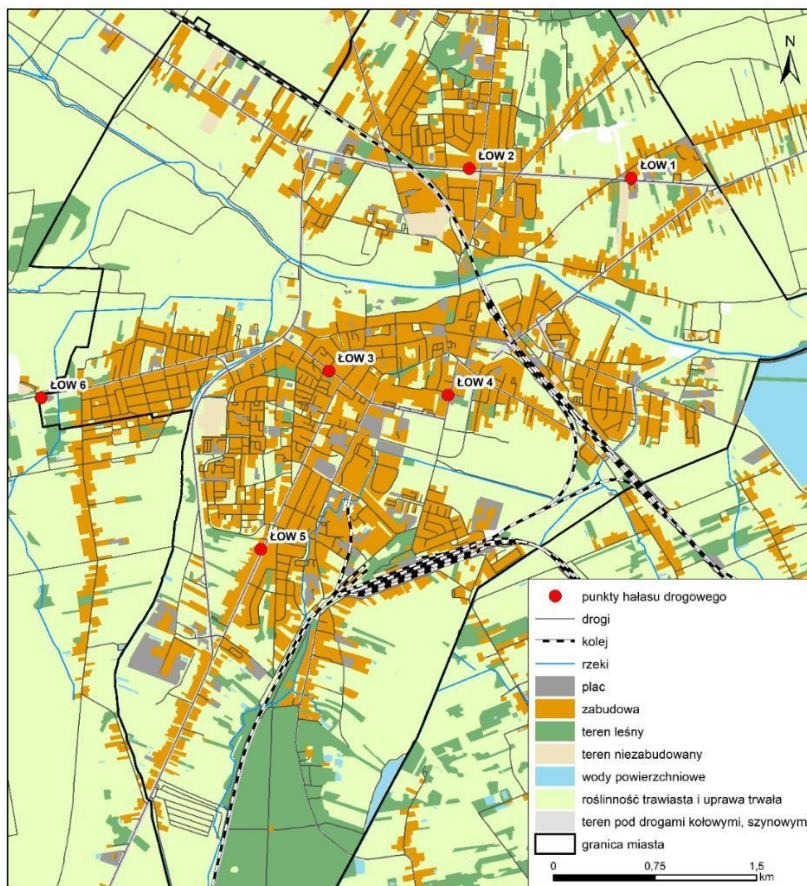 N
ŁOW 2
ŁOW 1
ŁOW 3
ŁOW 6
ŁOW 4
ŁOW 5
punkty hałasu drogowego
drogi
kolej
rzeki
plac
zabudowa
teren leśny
teren niezabudowany
wody powierzchniowe
roślinność trawiasta i uprawa trwała
teren pod drogami kołowymi, szynowym
granica miasta
0 0,75 1,5
km